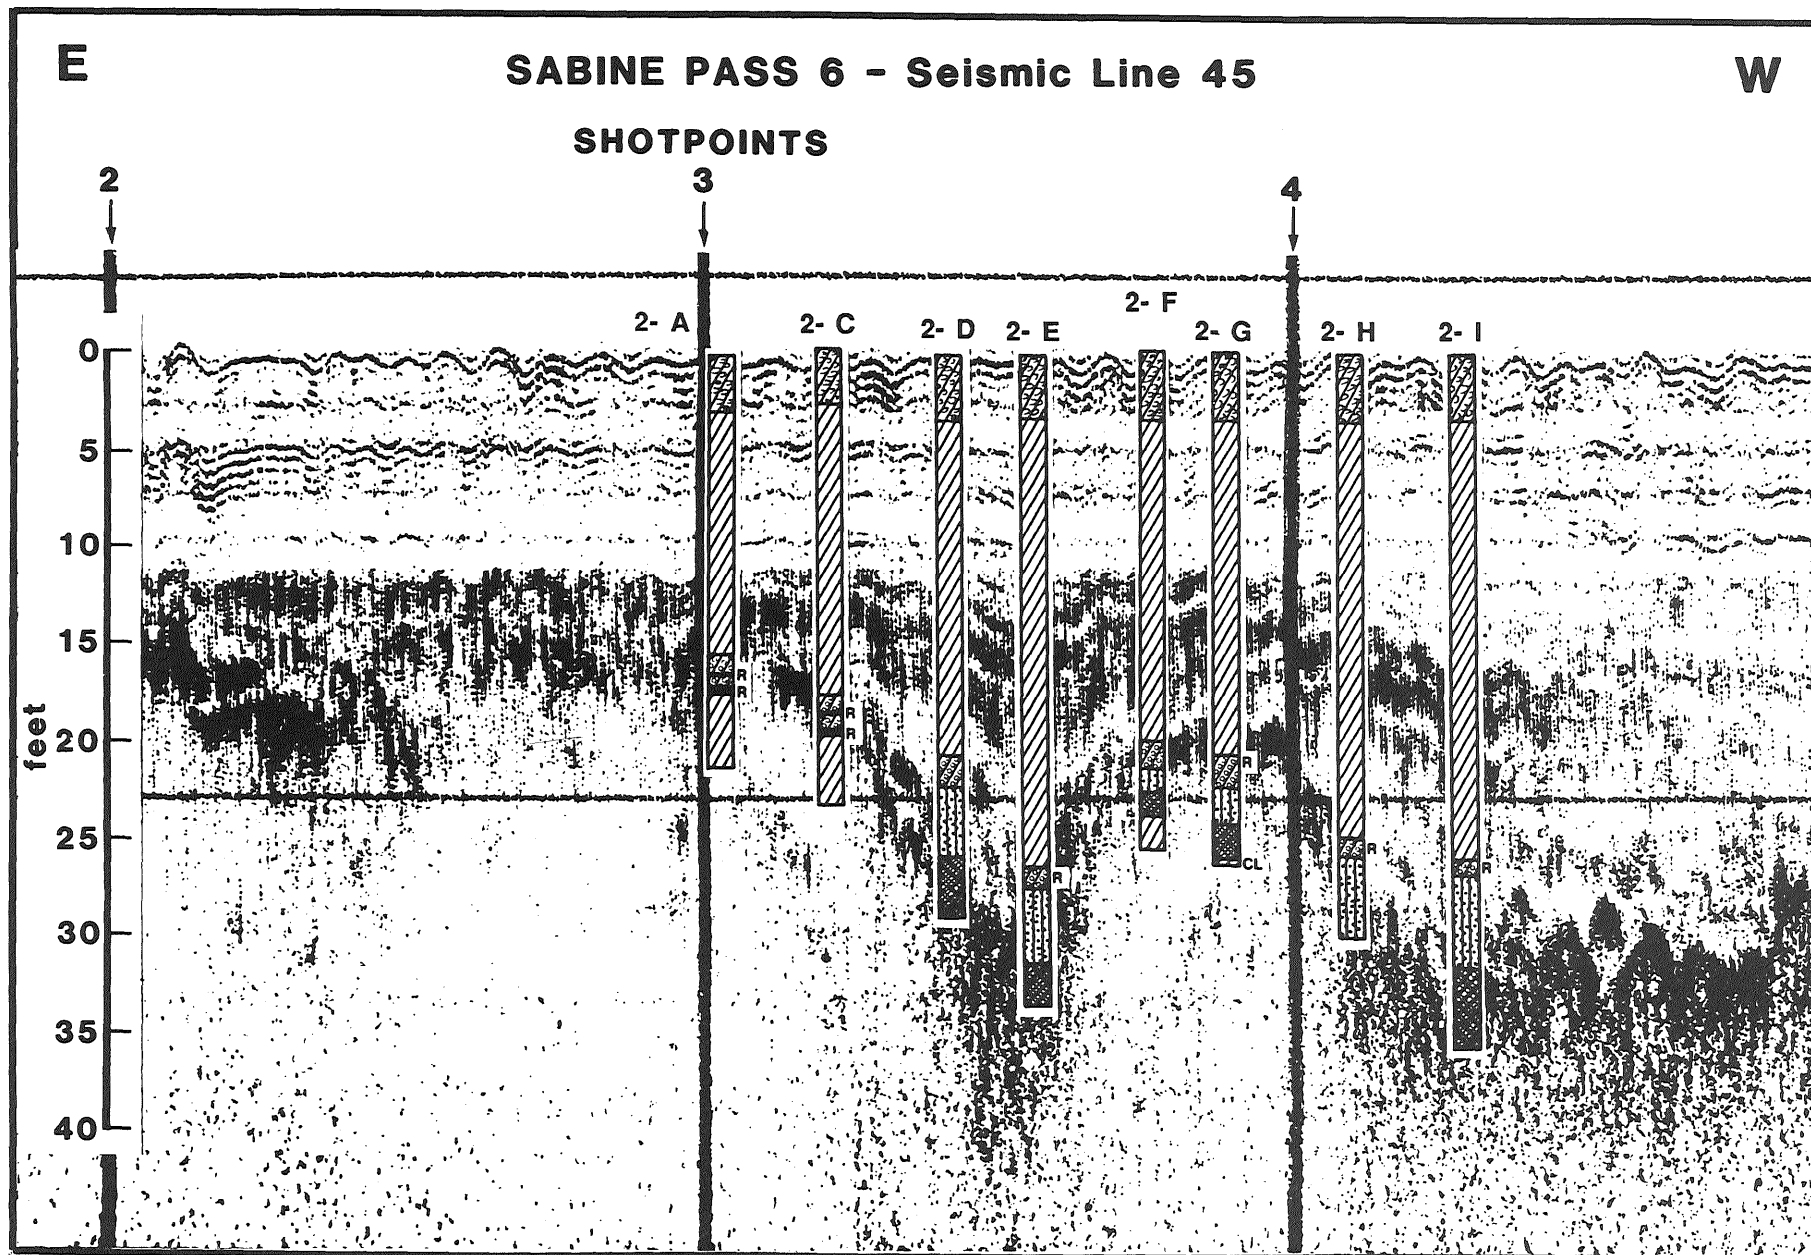 E SABINE PASS 6 - Seismic Line 45 W
SHOTPOINTS
2 3 4
2- F
2- A 2- C 2- D 2- E 2- G 2- H 2- I
0
5
10
15
R
R
R
20
R
R
feet
25
R
CL
R
R
30
35
40